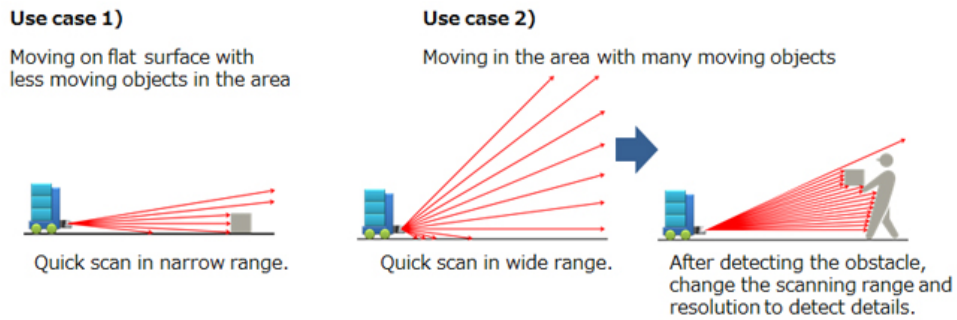 Use case 1)
Moving on flat surface with
less moving objects in the area
Quick scan in narrow range.
Use case 2)
Moving in the area with many moving objects
Quick scan in wide range.
After detecting the obstacle,
change the scanning range and
resolution to detect details.